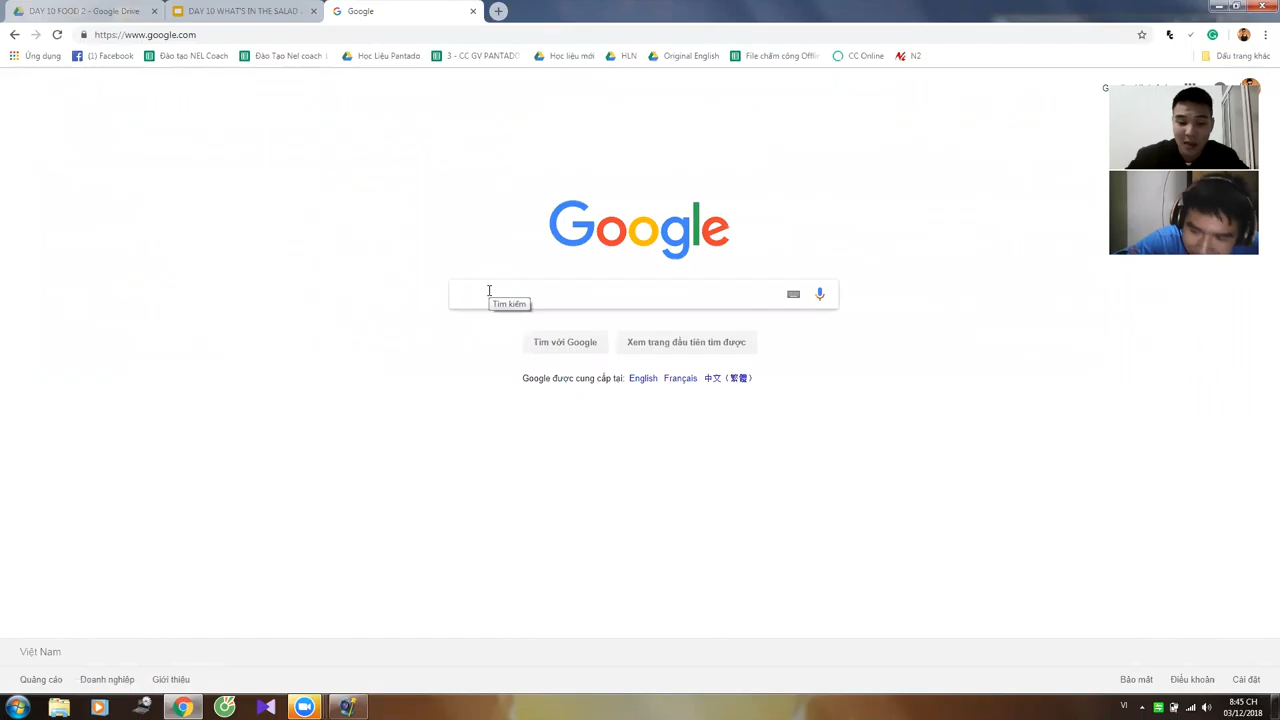 DAY 10 FOOD 2 - Google Drive
DAY 10 WHAT'S IN THE SALAD -
Google
https://www.google.com
Ứng dụng
(1) Facebook
Đào tạo NEL Coach
Đào Tạo Nel coach
Học Liệu Pantado
3 - CC GV PANTADO
Học liệu mới
HLN
Original English
File chấm công Offli
CC Online
N2
Dấu trang khác
G
Google
Tìm kiếm
Tìm với Google
Xem trang đầu tiên tìm được
Google được cung cấp tại: English Français 中文（繁體）
Việt Nam
Quảng cáo
Doanh nghiệp
Giới thiệu
Bảo mật
Điều khoản
Cài đặt
VI
8:45 CH
03/12/2018